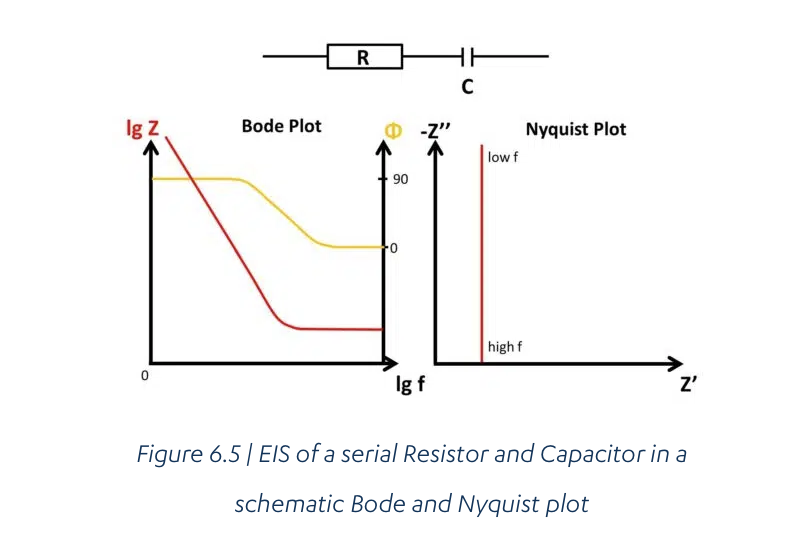 R
C
lg Z
Bode Plot
Φ
90
0
0
lg f
-Z’’
Nyquist Plot
low f
high f
Z’
Figure 6.5 | EIS of a serial Resistor and Capacitor in a
schematic Bode and Nyquist plot